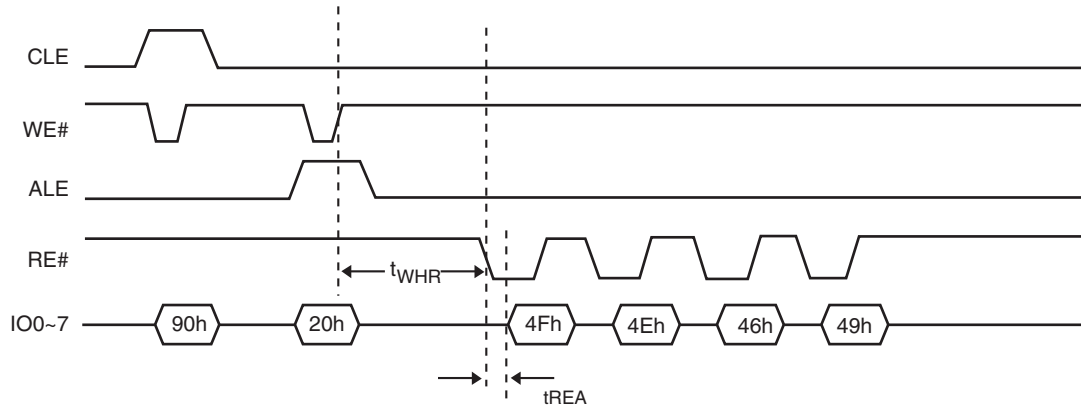 CLE
WE#
ALE
RE#
tWHR
IO0~7 90h 20h 4Fh 4Eh 46h 49h
tREA